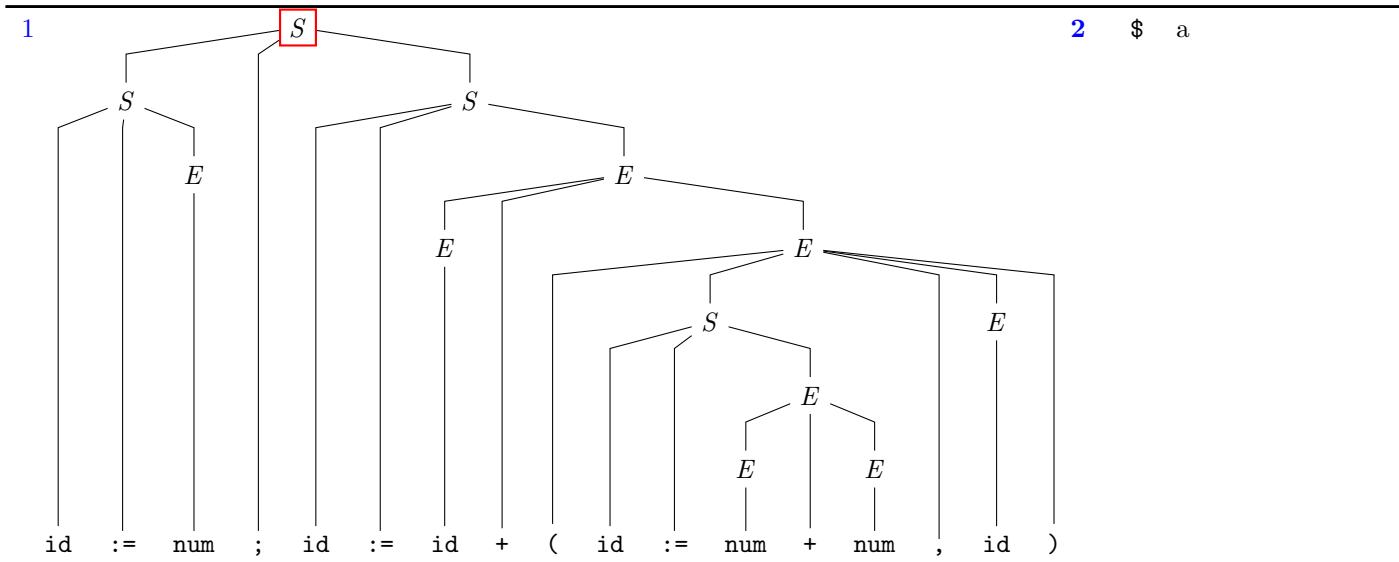 1 S 2 $ a
S S
E E
E E
S E
E
E E
id := num ; id := id + ( id := num + num , id )